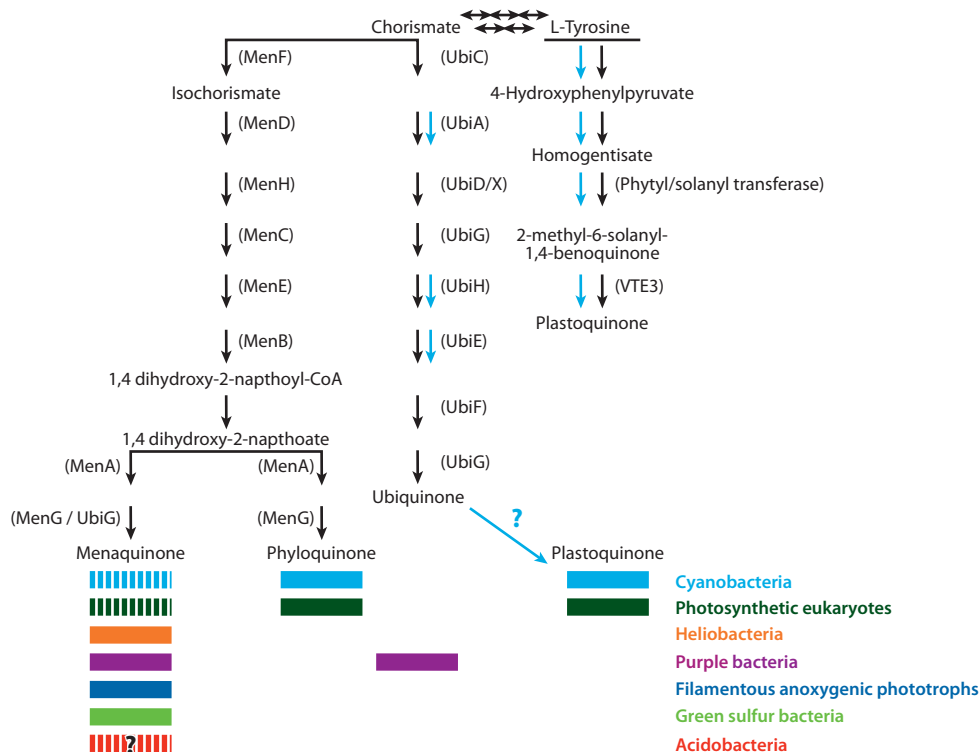 Chorismate
L-Tyrosine
(MenF)
(UbiC)
Isochorismate
4-Hydroxyphenylpyruvate
(MenD)
(UbiA)
Homogentisate
(MenH)
(UbiD/X)
(Phytyl/solanyl transferase)
(MenC)
(UbiG)
2-methyl-6-solanyl-
1,4-benoquinone
(MenE)
(UbiH)
(VTE3)
Plastoquinone
(MenB)
(UbiE)
1,4 dihydroxy-2-napthoyl-CoA
(UbiF)
1,4 dihydroxy-2-napthoate
(MenA)
(MenA)
(UbiG)
Ubiquinone
(MenG / UbiG)
(MenG)
?
Menaquinone
Phyloquinone
Plastoquinone
Cyanobacteria
Photosynthetic eukaryotes
Heliobacteria
Purple bacteria
Filamentous anoxygenic phototrophs
Green sulfur bacteria
?
Acidobacteria